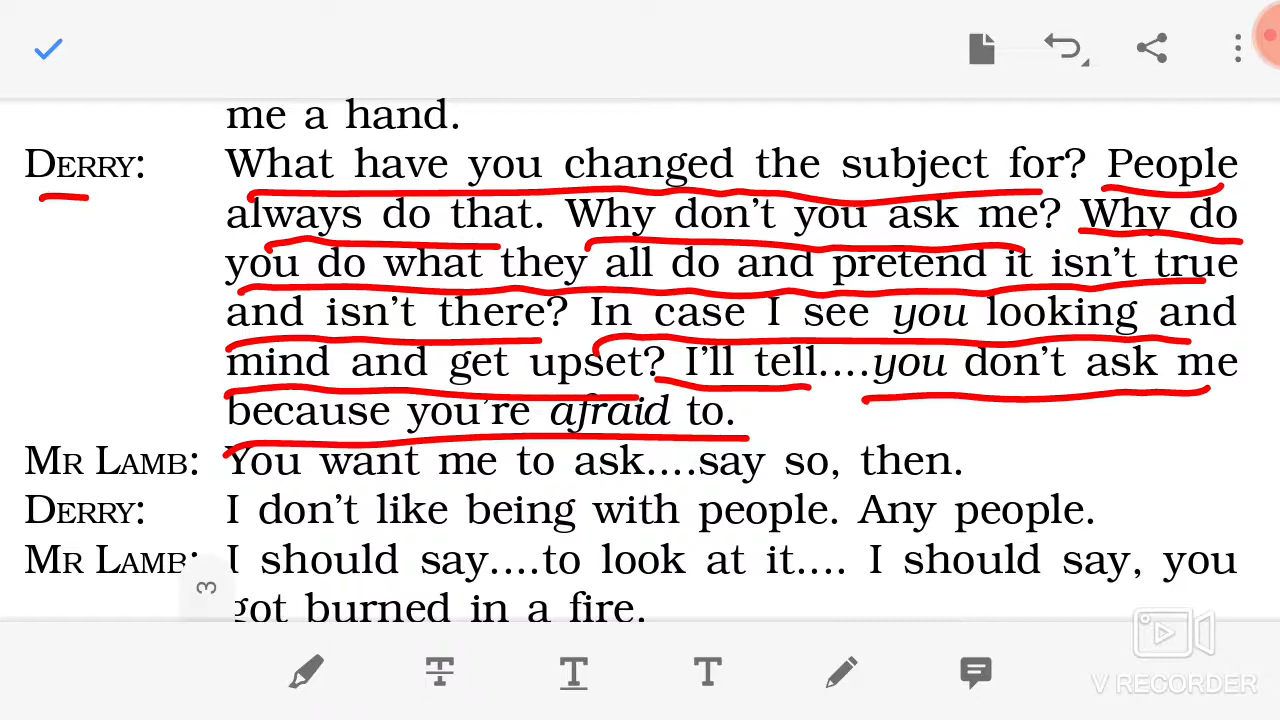 me a hand.
DERRY: What have you changed the subject for? People
always do that. Why don't you ask me? Why do
you do what they all do and pretend it isn't true
and isn't there? In case I see you looking and
mind and get upset? I'll tell....you don't ask me
because you're afraid to.
MR LAMB: You want me to ask....say so, then.
DERRY: I don't like being with people. Any people.
MR LAMB: I should say....to look at it.... I should say, you
got burned in a fire.
3
T T T
V RECORDER